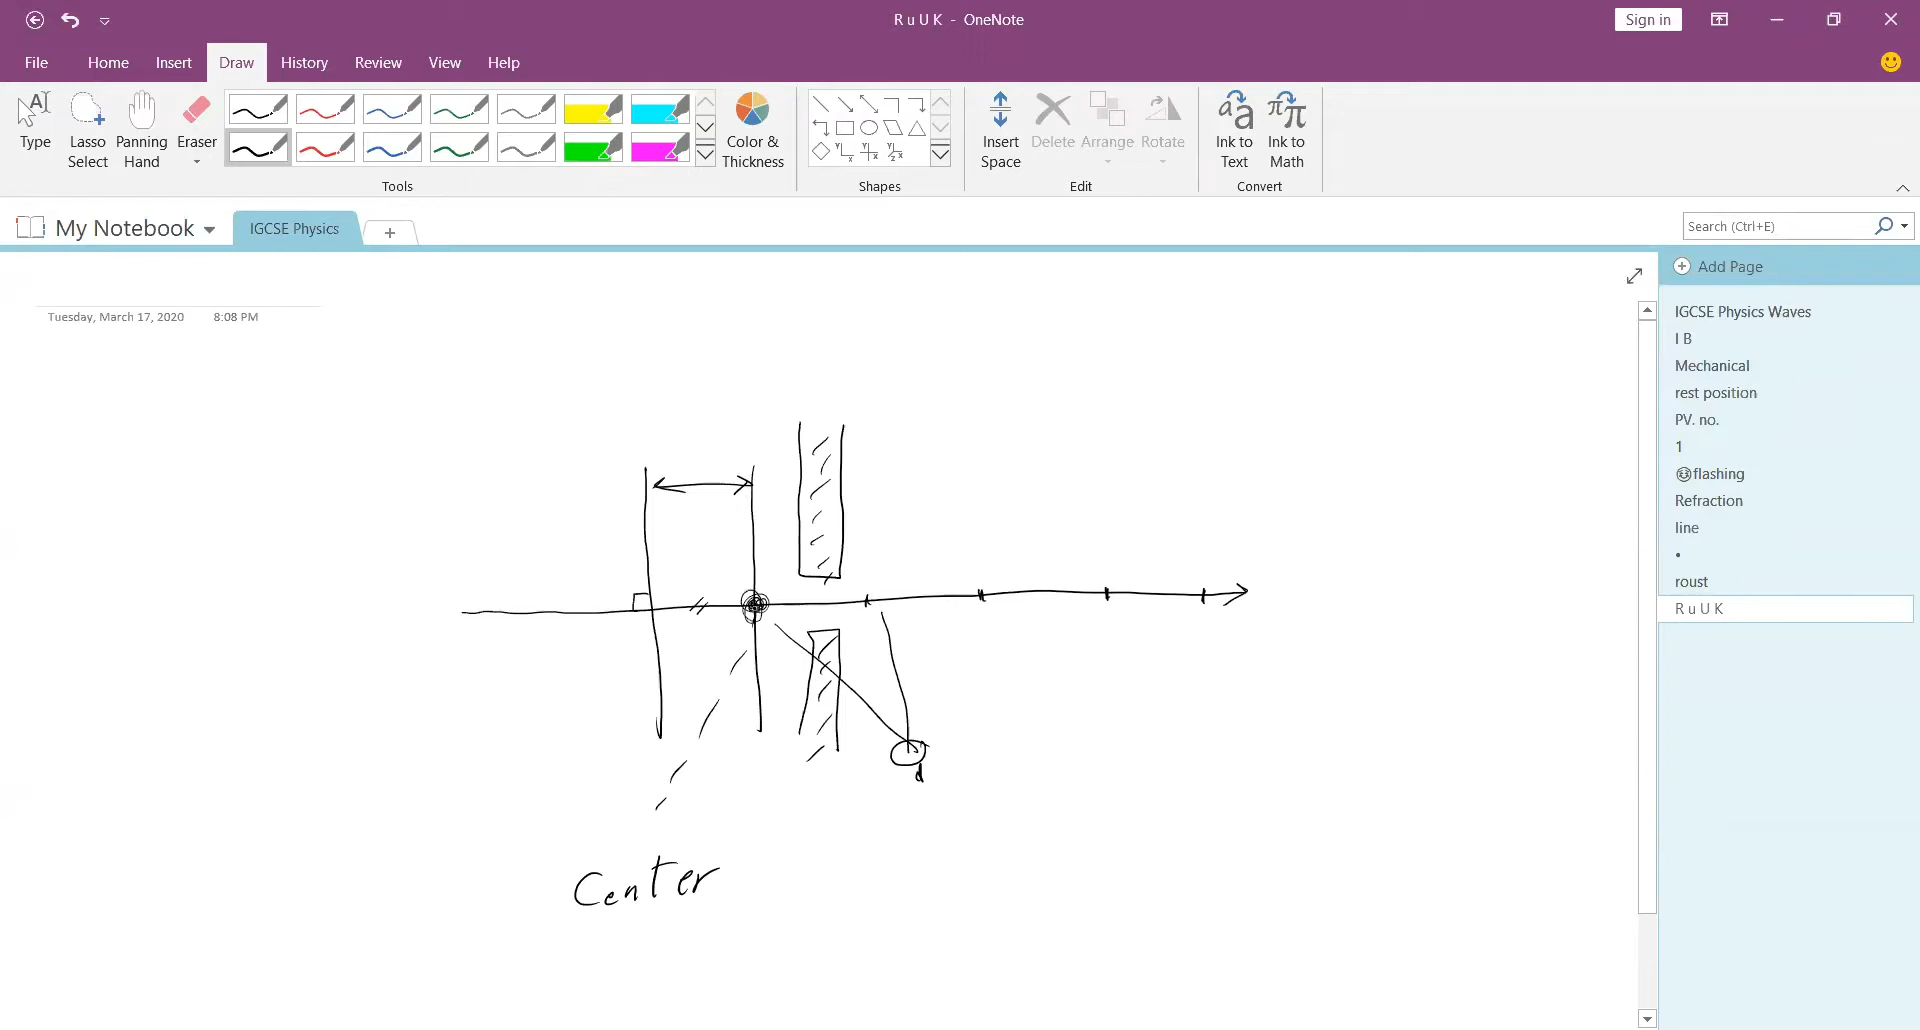 R u U K - OneNote
Sign in
File Home Insert Draw History Review View Help
Type
Lasso Select
Panning Hand
Eraser
Color & Thickness
Insert Space
Delete
Arrange
Rotate
Ink to Text
Ink to Math
Tools
Shapes
Edit
Convert
My Notebook
IGCSE Physics
Search (Ctrl+E)
Add Page
Tuesday, March 17, 2020 8:08 PM
IGCSE Physics Waves
I B
Mechanical
rest position
PV. no.
1
flashing
Refraction
line
•
roust
R u U K
d
Center